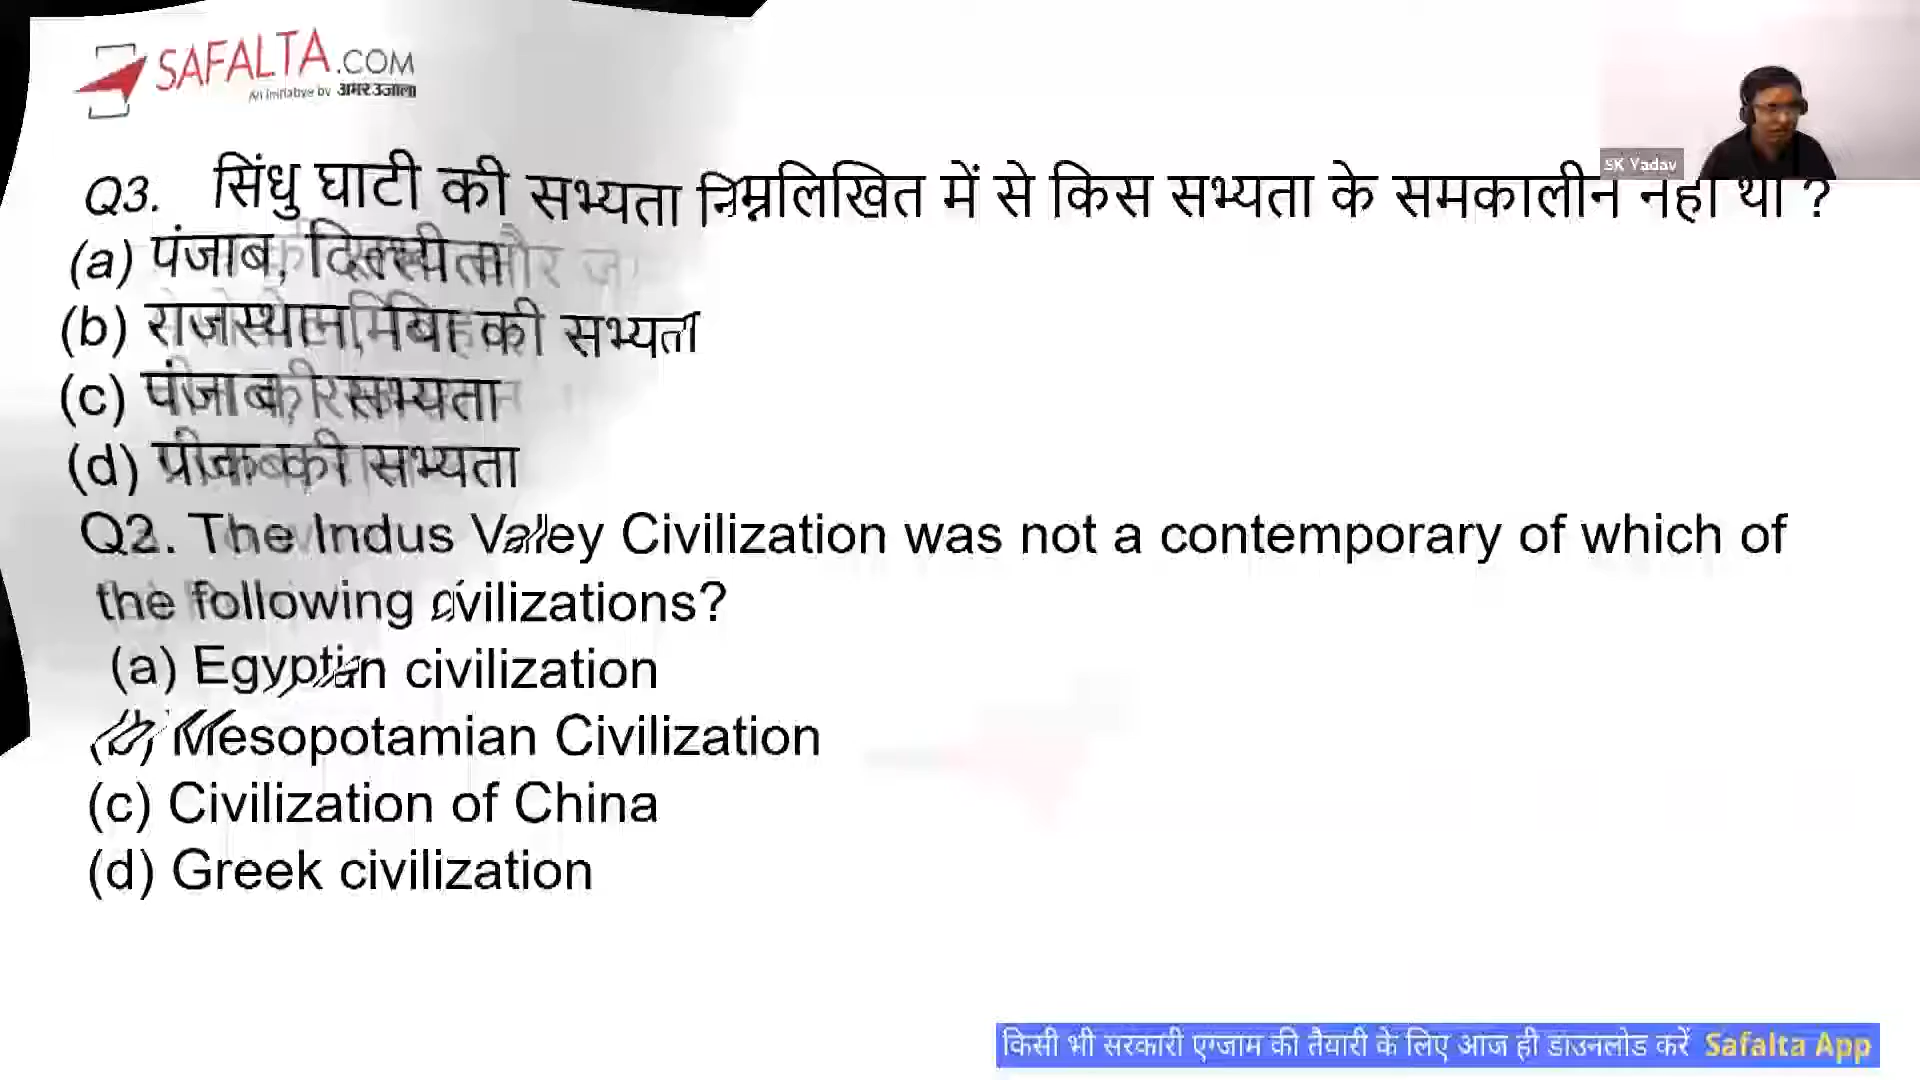 SAFALTA.COM
An Initiative by अमर उजाला
SK Yadav
Q3. सिंधु घाटी की सभ्यता निम्नलिखित में से किस सभ्यता के समकालीन नहीं थी ?
(a)
(b) की सभ्यता
(c) सभ्यता
(d) की सभ्यता
The Indus Valley Civilization was not a contemporary of which of
the following civilizations?
(a) Egyptian civilization
(b) Mesopotamian Civilization
(c) Civilization of China
(d) Greek civilization
किसी भी सरकारी एग्जाम की तैयारी के लिए आज ही डाउनलोड करें Safalta App